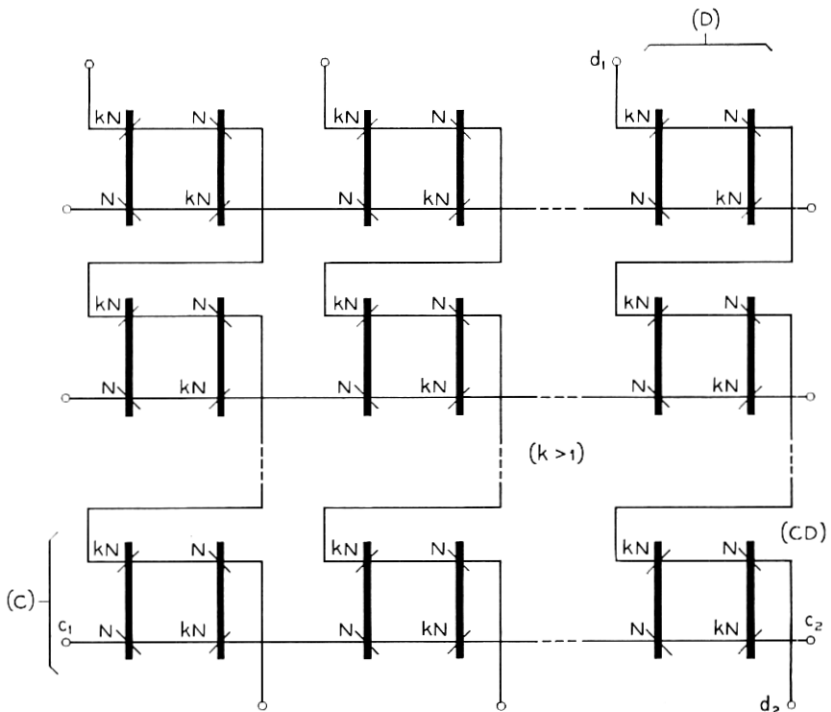 (D)
d₁
kN N kN N kN N
N kN N kN N kN
kN N kN N kN N
N kN N kN N kN
(k >1)
(CD)
kN N kN N kN N
(C)
c₁ N kN N kN N kN c₂
d₂